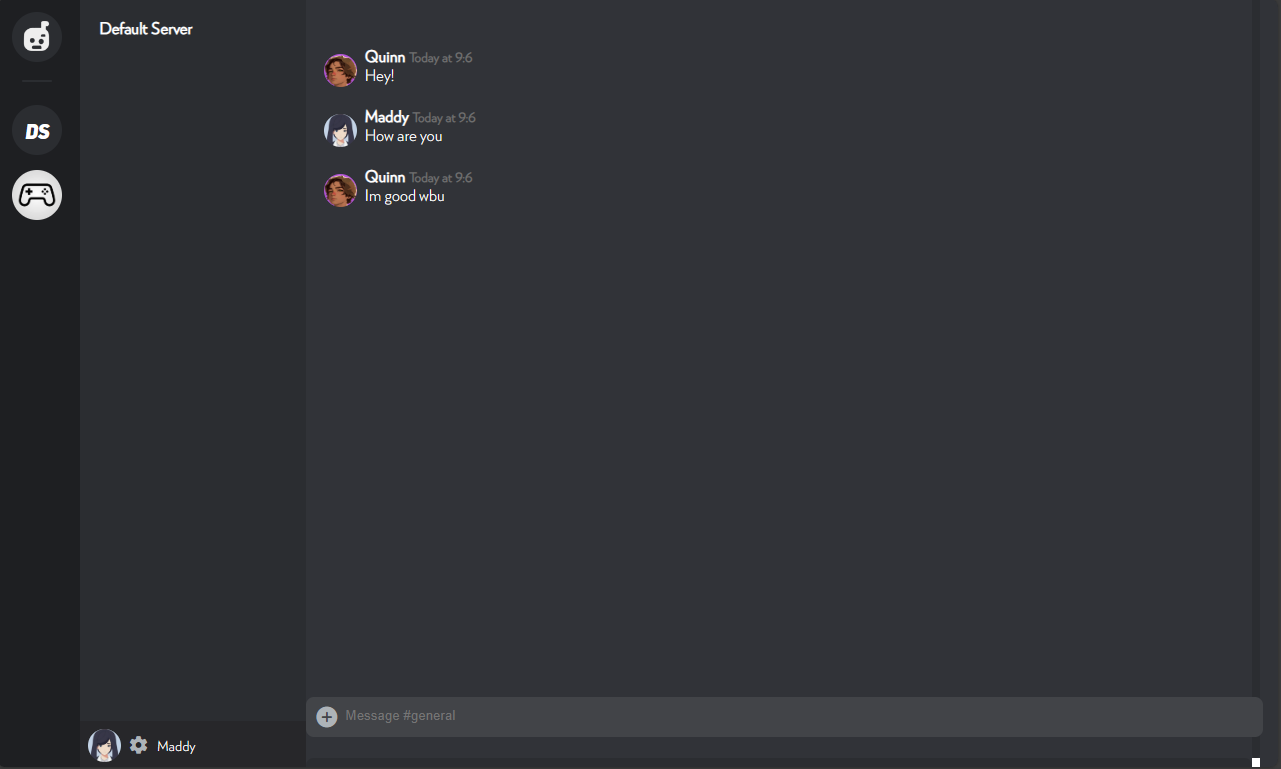 Default Server
DS
Quinn Today at 9:6
Hey!
Maddy Today at 9:6
How are you
Quinn Today at 9:6
Im good wbu
Message #general
Maddy